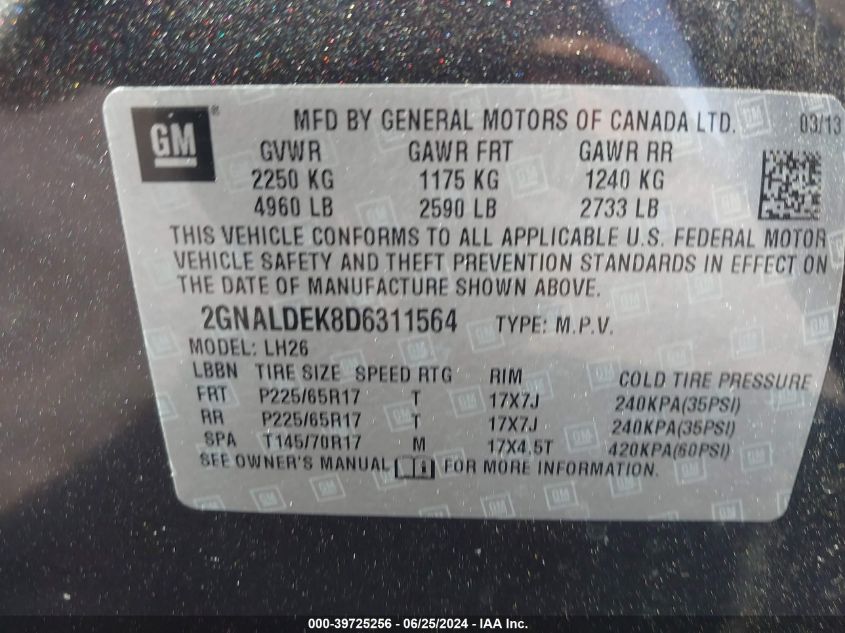 GM®
MFD BY GENERAL MOTORS OF CANADA LTD. 03/13
GVWR GAWR FRT GAWR RR
2250 KG 1175 KG 1240 KG
4960 LB 2590 LB 2733 LB
THIS VEHICLE CONFORMS TO ALL APPLICABLE U.S. FEDERAL MOTOR
VEHICLE SAFETY AND THEFT PREVENTION STANDARDS IN EFFECT ON
THE DATE OF MANUFACTURE SHOWN ABOVE.
2GNALDEK8D6311564 TYPE: M.P.V.
MODEL: LH26
LBBN TIRE SIZE SPEED RTG RIM COLD TIRE PRESSURE
FRT P225/65R17 T 17X7J 240KPA(35PSI)
RR P225/65R17 T 17X7J 240KPA(35PSI)
SPA T145/70R17 M 17X4.5T 420KPA(60PSI)
SEE OWNER'S MANUAL FOR MORE INFORMATION.
000-39725256 - 06/25/2024 - IAA Inc.